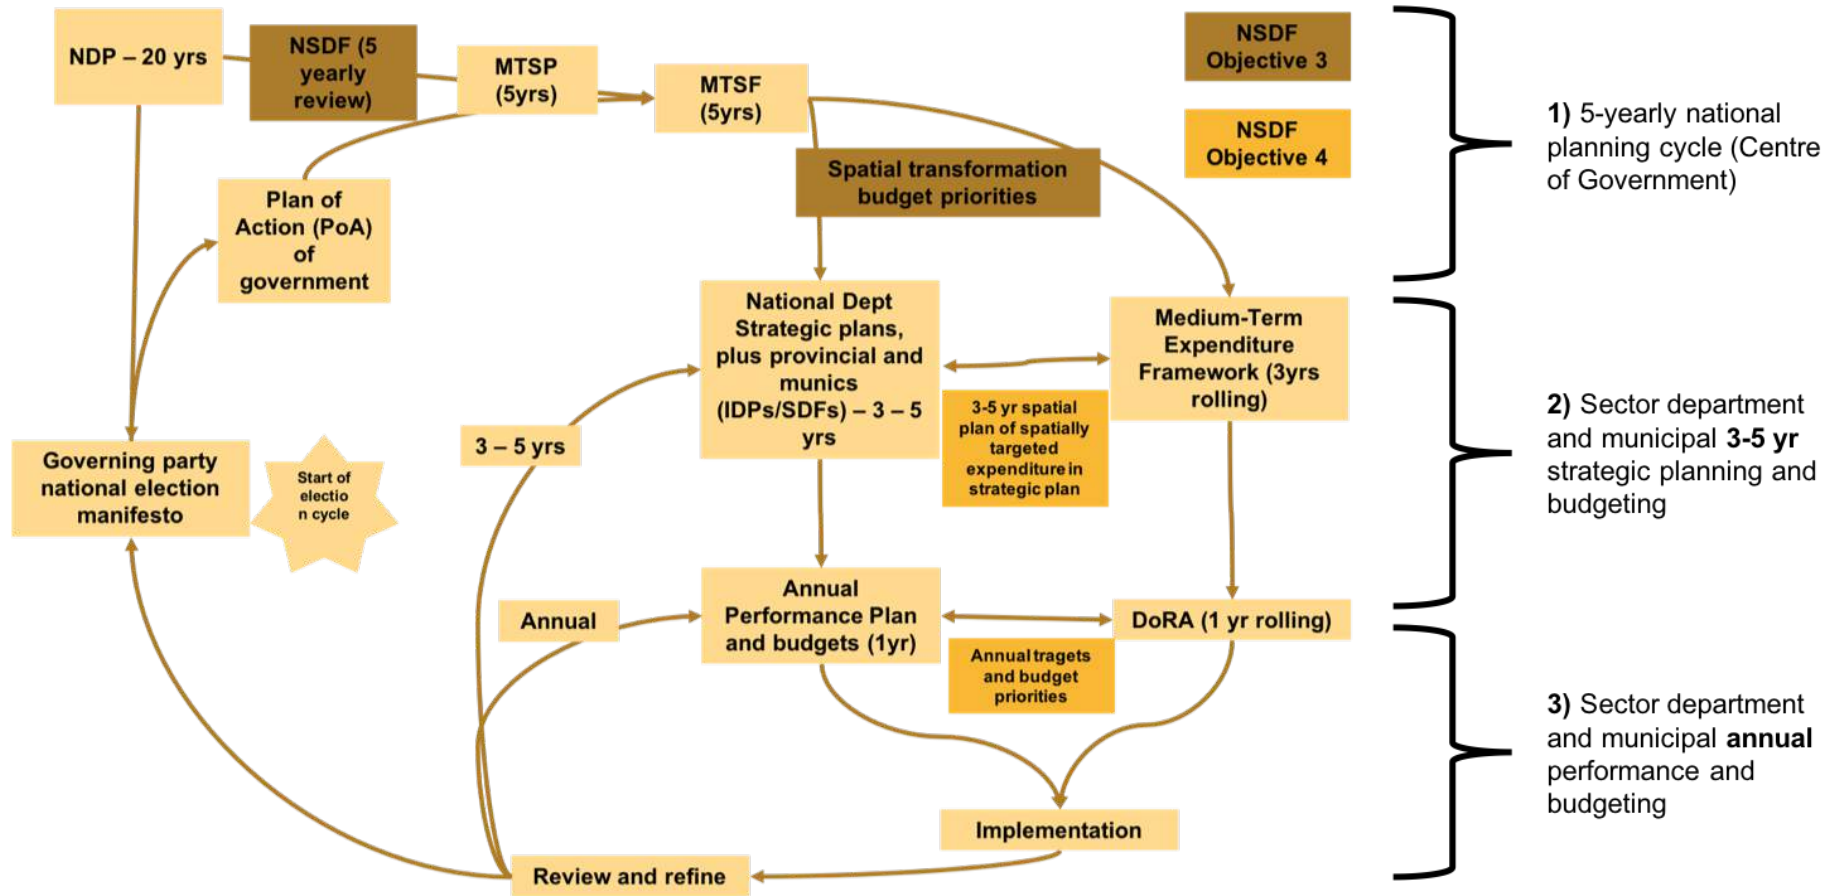 NDP – 20 yrs
NSDF (5
yearly
review)
MTSP
(5yrs)
MTSF
(5yrs)
NSDF
Objective 3
NSDF
Objective 4
1) 5-yearly national
planning cycle (Centre
of Government)
Spatial transformation
budget priorities
Plan of
Action (PoA)
of
government
National Dept
Strategic plans,
plus provincial and
munics
(IDPs/SDFs) – 3 – 5
yrs
Medium-Term
Expenditure
Framework (3yrs
rolling)
3-5 yr spatial
plan of spatially
targeted
expenditure in
strategic plan
2) Sector department
and municipal 3-5 yr
strategic planning and
budgeting
3 – 5 yrs
Governing party
national election
manifesto
Start of
electio
n cycle
Annual
Annual
Performance Plan
and budgets (1yr)
DoRA (1 yr rolling)
Annual tragets
and budget
priorities
3) Sector department
and municipal annual
performance and
budgeting
Implementation
Review and refine